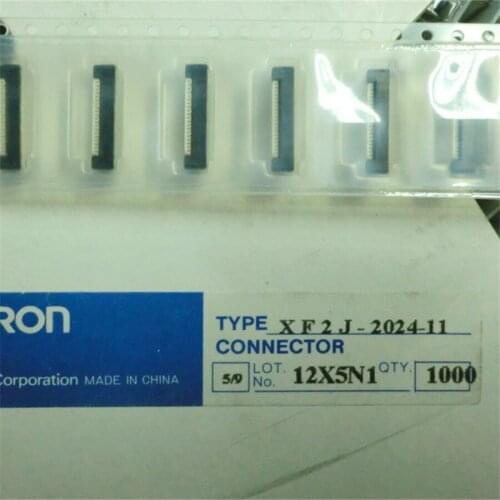 RON
TYPE XF2J-2024-11
CONNECTOR
5/9 LOT. No. 12X5N1 QTY. 1000
Corporation MADE IN CHINA